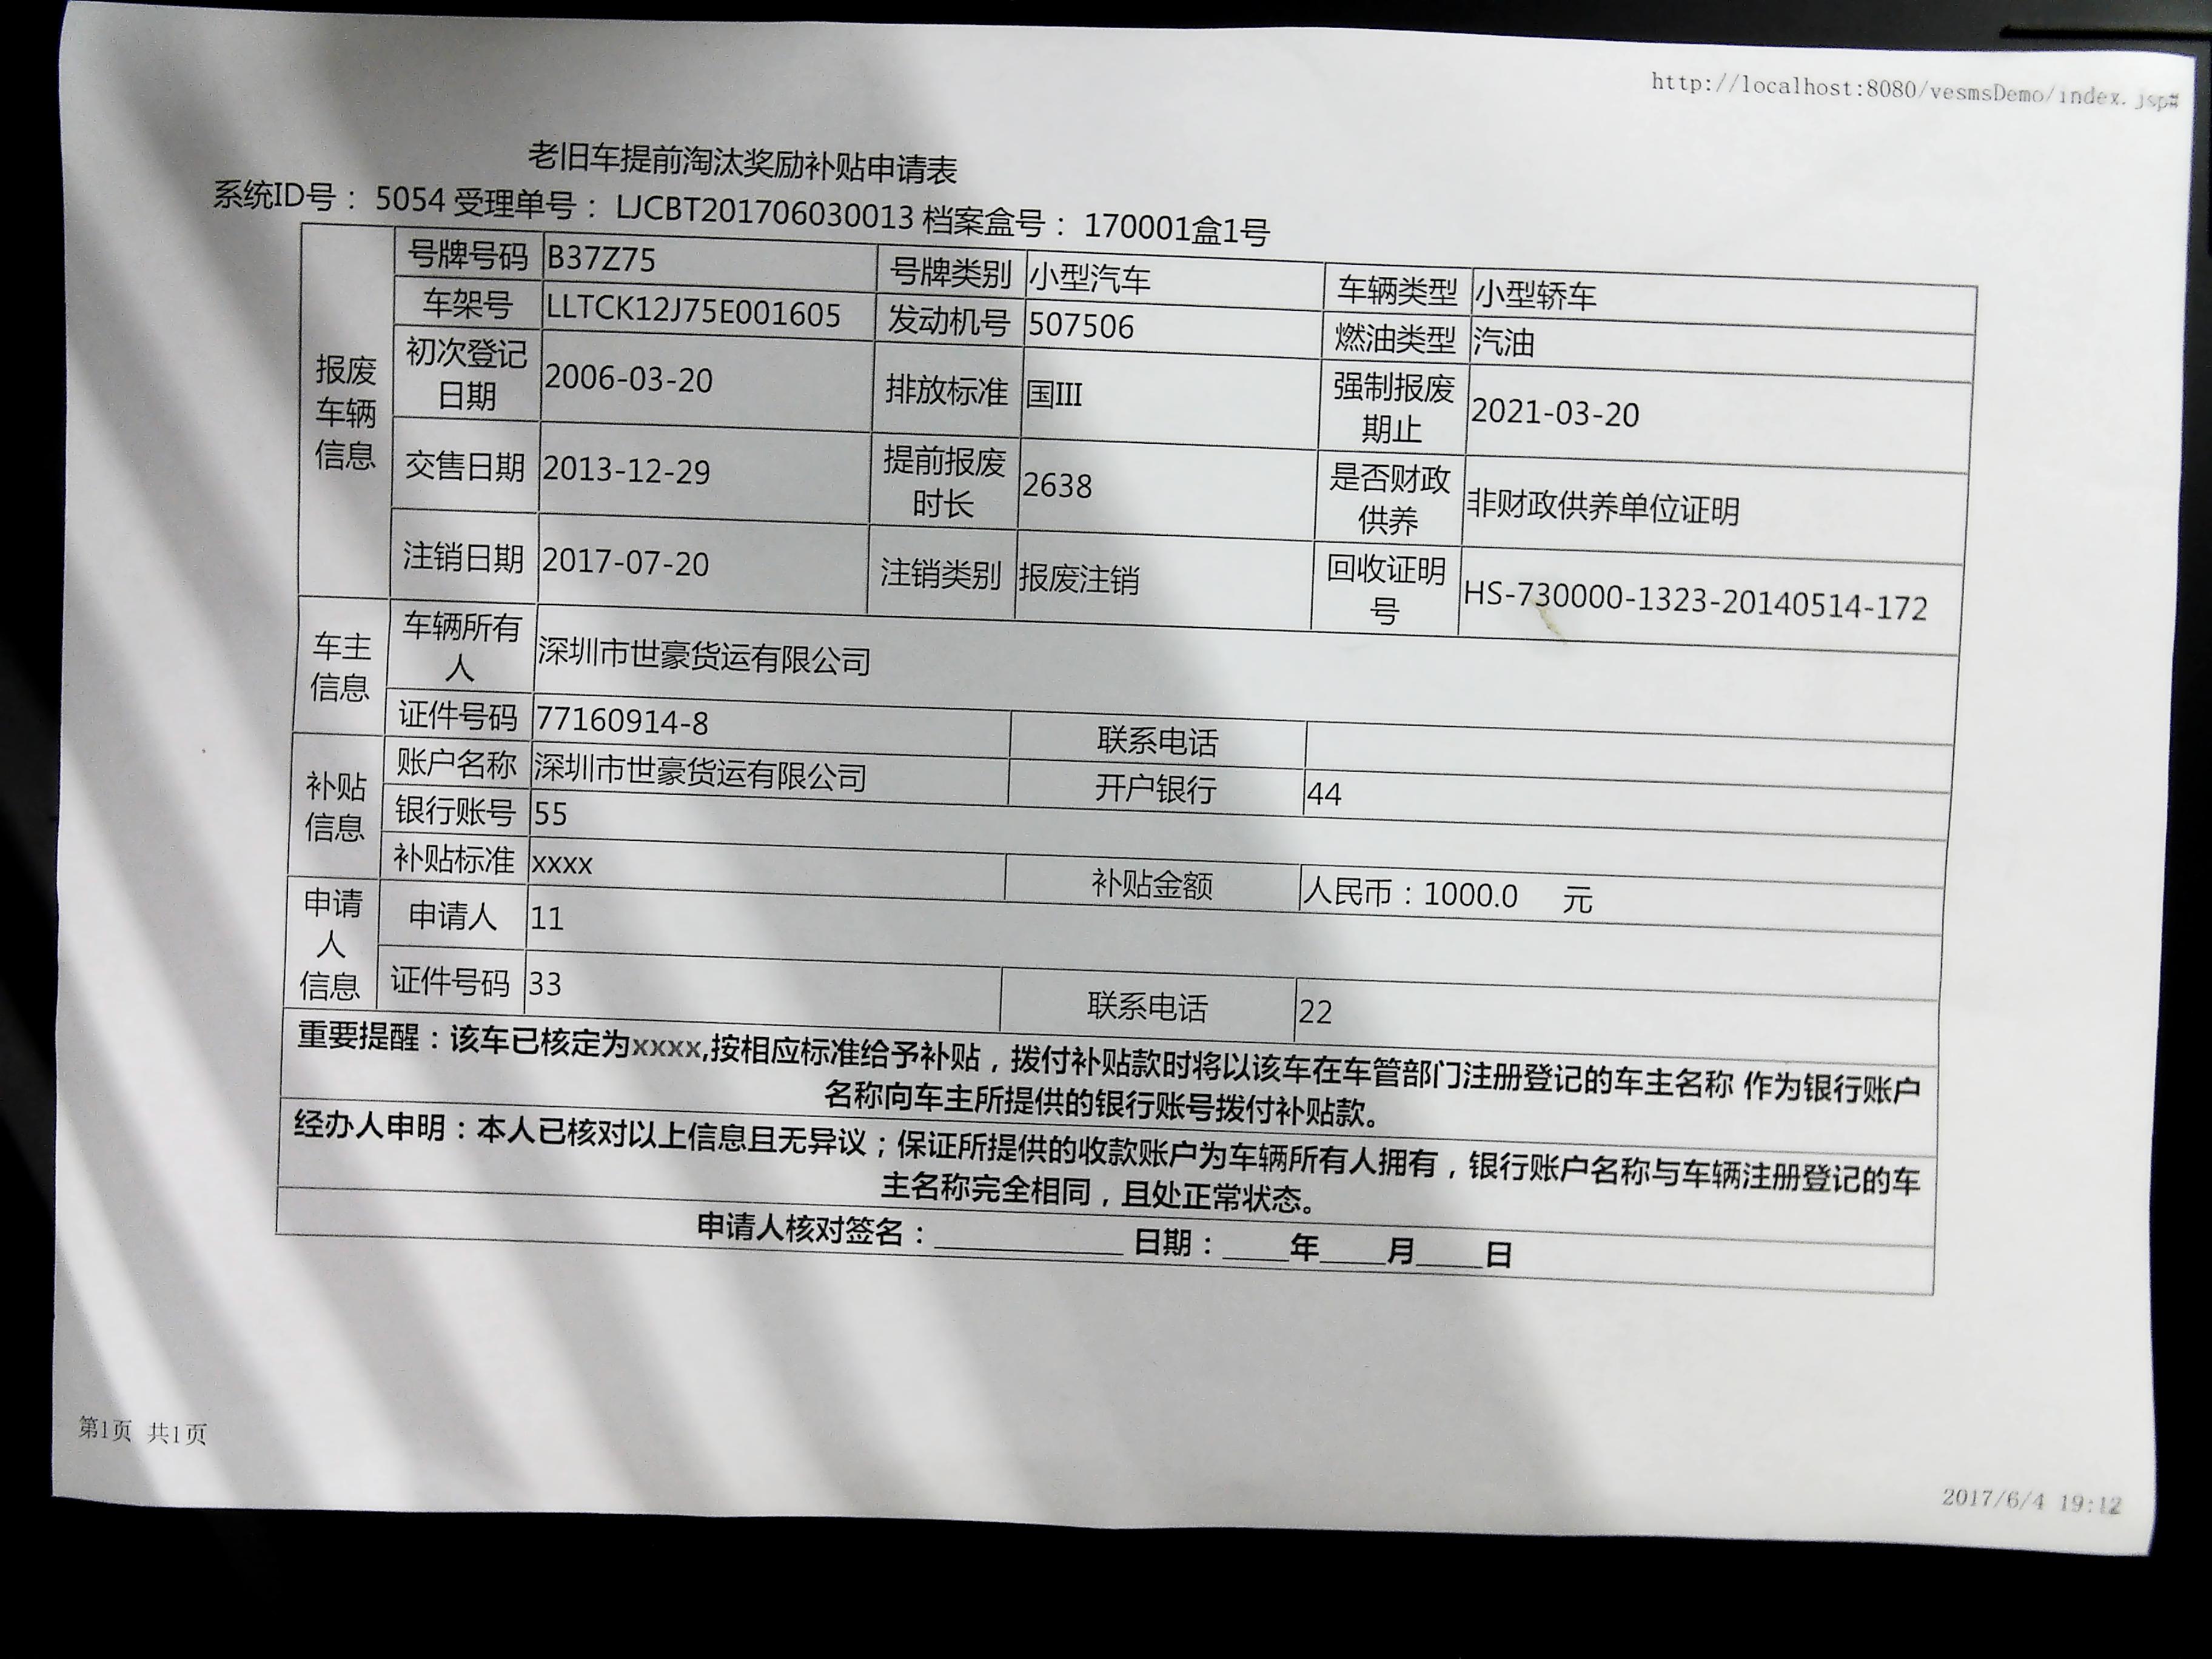 http://localhost:8080/vesmsDemo/index.jsp#
老旧车提前淘汰奖励补贴申请表
系统ID号： 5054 受理单号： LJCBT201706030013 档案盒号： 170001盒1号
报废车辆信息
号牌号码 B37Z75 号牌类别 小型汽车 车辆类型 小型轿车
车架号 LLTCK12J75E001605 发动机号 507506 燃油类型 汽油
初次登记日期 2006-03-20 排放标准 国III 强制报废期止 2021-03-20
交售日期 2013-12-29 提前报废时长 2638 是否财政供养 非财政供养单位证明
注销日期 2017-07-20 注销类别 报废注销 回收证明号 HS-730000-1323-20140514-172
车主信息
车辆所有人 深圳市世豪货运有限公司
证件号码 77160914-8 联系电话
补贴信息
账户名称 深圳市世豪货运有限公司 开户银行 44
银行账号 55
补贴标准 xxxx 补贴金额 人民币：1000.0 元
申请人信息
申请人 11
证件号码 33 联系电话 22
重要提醒：该车已核定为xxxx,按相应标准给予补贴，拨付补贴款时将以该车在车管部门注册登记的车主名称 作为银行账户
名称向车主所提供的银行账号拨付补贴款。
经办人申明：本人已核对以上信息且无异议；保证所提供的收款账户为车辆所有人拥有，银行账户名称与车辆注册登记的车
主名称完全相同，且处正常状态。
申请人核对签名：____________ 日期：____年____月____日
第1页 共1页
2017/6/4 19:12